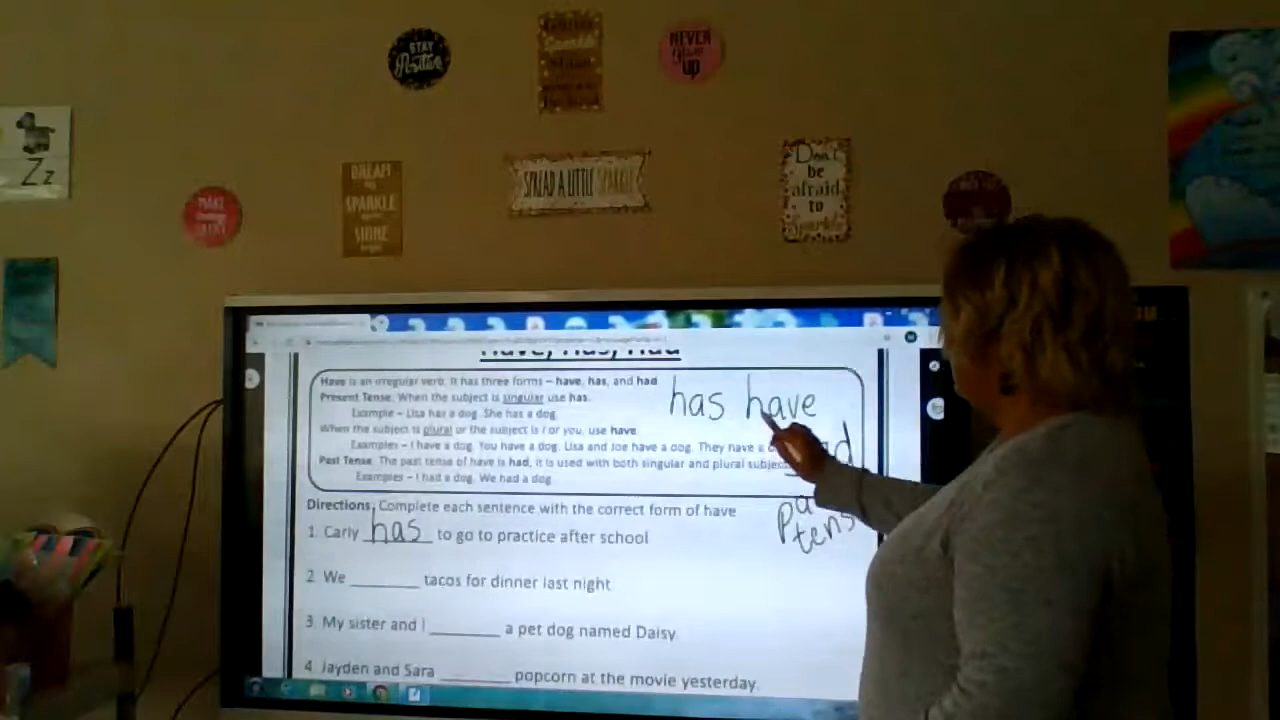 STAY
Positive
NEVER
give
UP
Zz
DREAM
SPARKLE
SHINE
SPREAD A LITTLE SPARKLE
Don't
be
afraid
to
Sparkle
Have, Has, Had
Have is an irregular verb. It has three forms – have, has, and had
Present Tense: When the subject is singular use has.
Example – Lisa has a dog. She has a dog.
When the subject is plural or the subject is I or you, use have
Examples – I have a dog. You have a dog. Lisa and Joe have a dog. They have a
Past Tense: The past tense of have is had, it is used with both singular and plural
Examples – I had a dog. We had a dog.
has have
Directions: Complete each sentence with the correct form of have
1. Carly has to go to practice after school
2. We ______ tacos for dinner last night
3. My sister and I ______ a pet dog named Daisy
4. Jayden and Sara ______ popcorn at the movie yesterday.